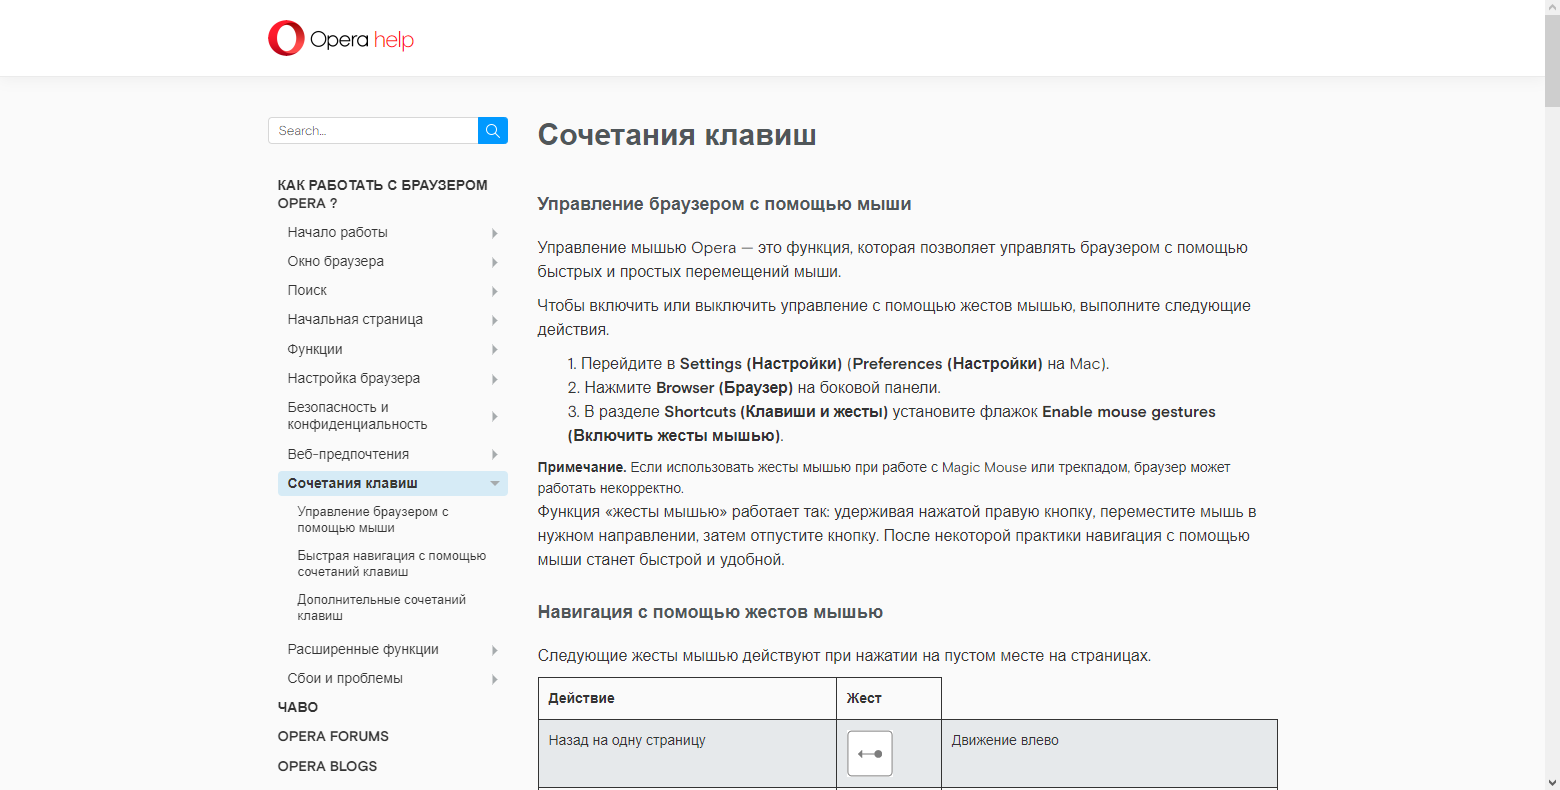 Opera help
Search...
КАК РАБОТАТЬ С БРАУЗЕРОМ
OPERA ?
Начало работы
Окно браузера
Поиск
Начальная страница
Функции
Настройка браузера
Безопасность и
конфиденциальность
Веб-предпочтения
Сочетания клавиш
Управление браузером с
помощью мыши
Быстрая навигация с помощью
сочетаний клавиш
Дополнительные сочетаний
клавиш
Расширенные функции
Сбои и проблемы
ЧАВО
OPERA FORUMS
OPERA BLOGS
Сочетания клавиш
Управление браузером с помощью мыши
Управление мышью Opera — это функция, которая позволяет управлять браузером с помощью
быстрых и простых перемещений мыши.
Чтобы включить или выключить управление с помощью жестов мышью, выполните следующие
действия.
1. Перейдите в Settings (Настройки) (Preferences (Настройки) на Mac).
2. Нажмите Browser (Браузер) на боковой панели.
3. В разделе Shortcuts (Клавиши и жесты) установите флажок Enable mouse gestures
(Включить жесты мышью).
Примечание. Если использовать жесты мышью при работе с Magic Mouse или трекпадом, браузер может
работать некорректно.
Функция «жесты мышью» работает так: удерживая нажатой правую кнопку, переместите мышь в
нужном направлении, затем отпустите кнопку. После некоторой практики навигация с помощью
мыши станет быстрой и удобной.
Навигация с помощью жестов мышью
Следующие жесты мышью действуют при нажатии на пустом месте на страницах.
Действие Жест
Назад на одну страницу Движение влево